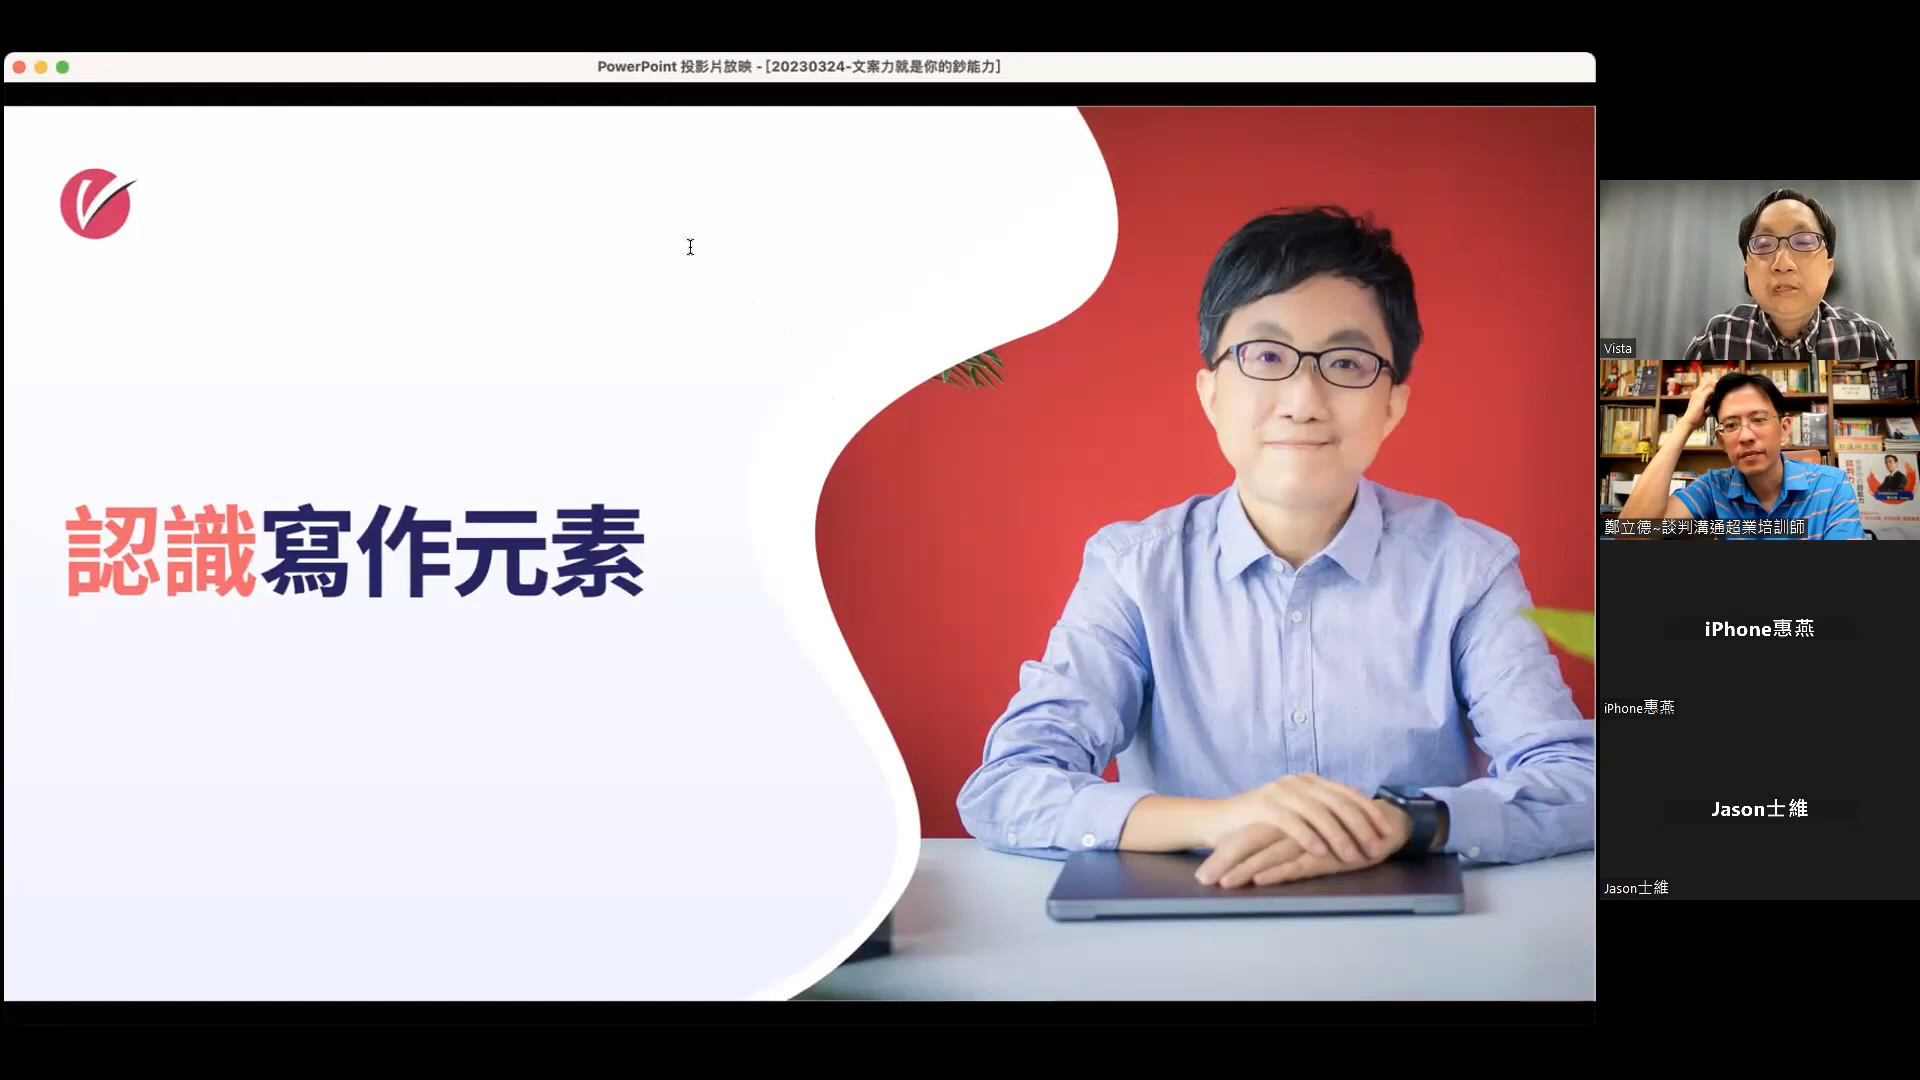 PowerPoint 投影片放映 - [20230324-文案力就是你的鈔能力]
認識寫作元素
Vista
鄭立德~談判溝通超業培訓師
iPhone惠燕
iPhone惠燕
Jason士維
Jason士維